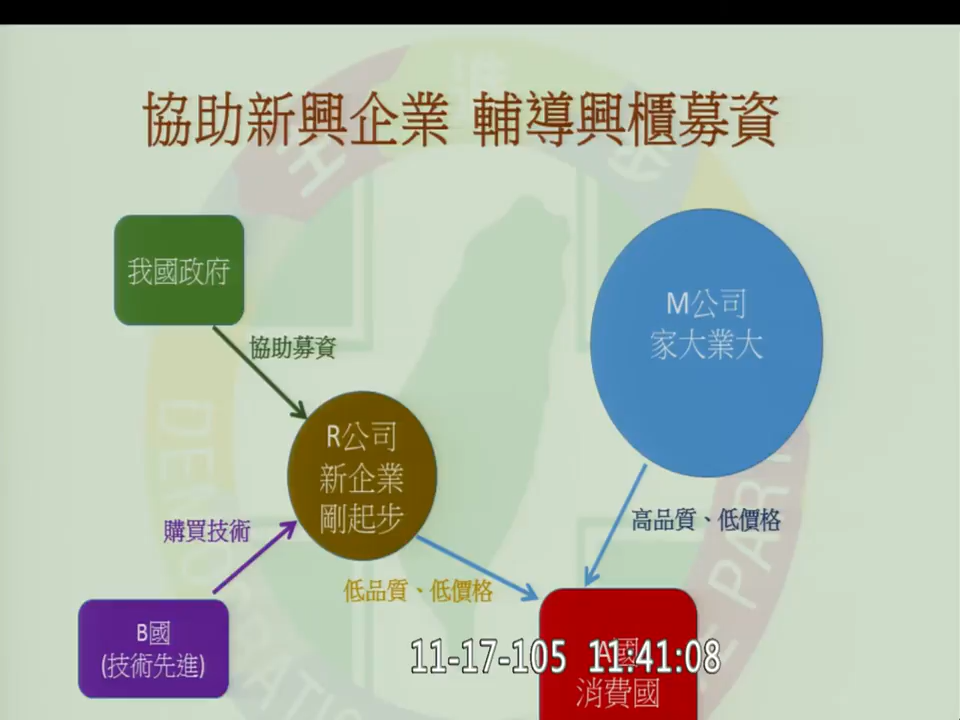 協助新興企業 輔導興櫃募資
我國政府
M公司
家大業大
協助募資
R公司
新企業
剛起步
購買技術
高品質、低價格
低品質、低價格
B國
(技術先進)
A國
消費國
11-17-105 11:41:08